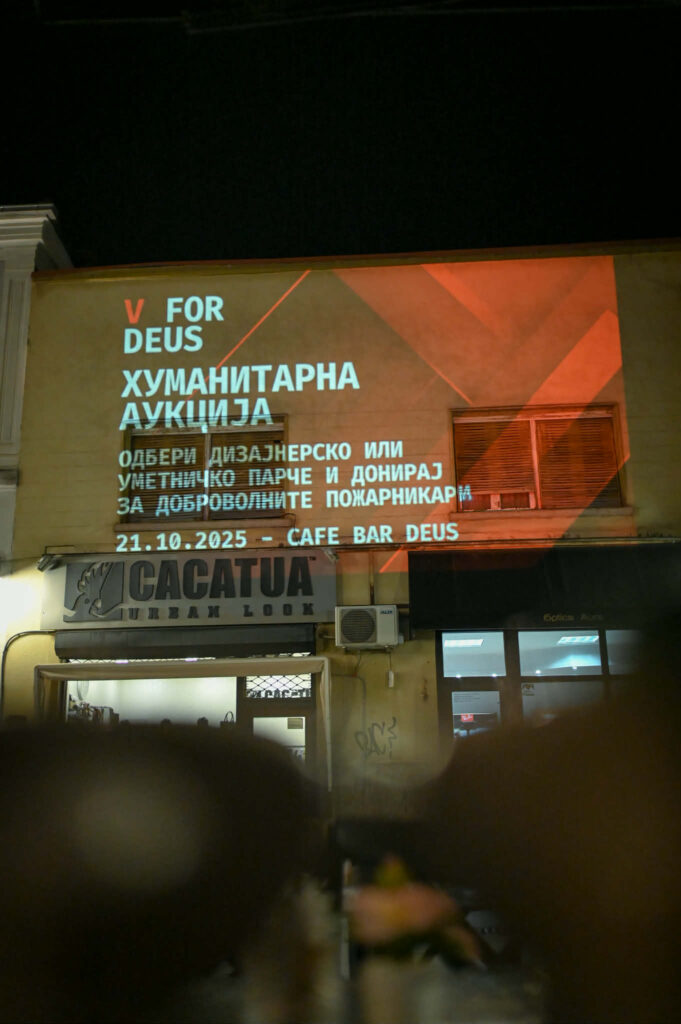 V FOR
DEUS
ХУМАНИТАРНА
АУКЦИЈА
ОДБЕРИ ДИЗАЈНЕРСКО ИЛИ
УМЕТНИЧКО ПАРЧЕ И ДОНИРАЈ
ЗА ДОБРОВОЛНИТЕ ПОЖАРНИКАРИ
21.10.2025 – CAFE BAR DEUS
CACATUA™
URBAN LOOK